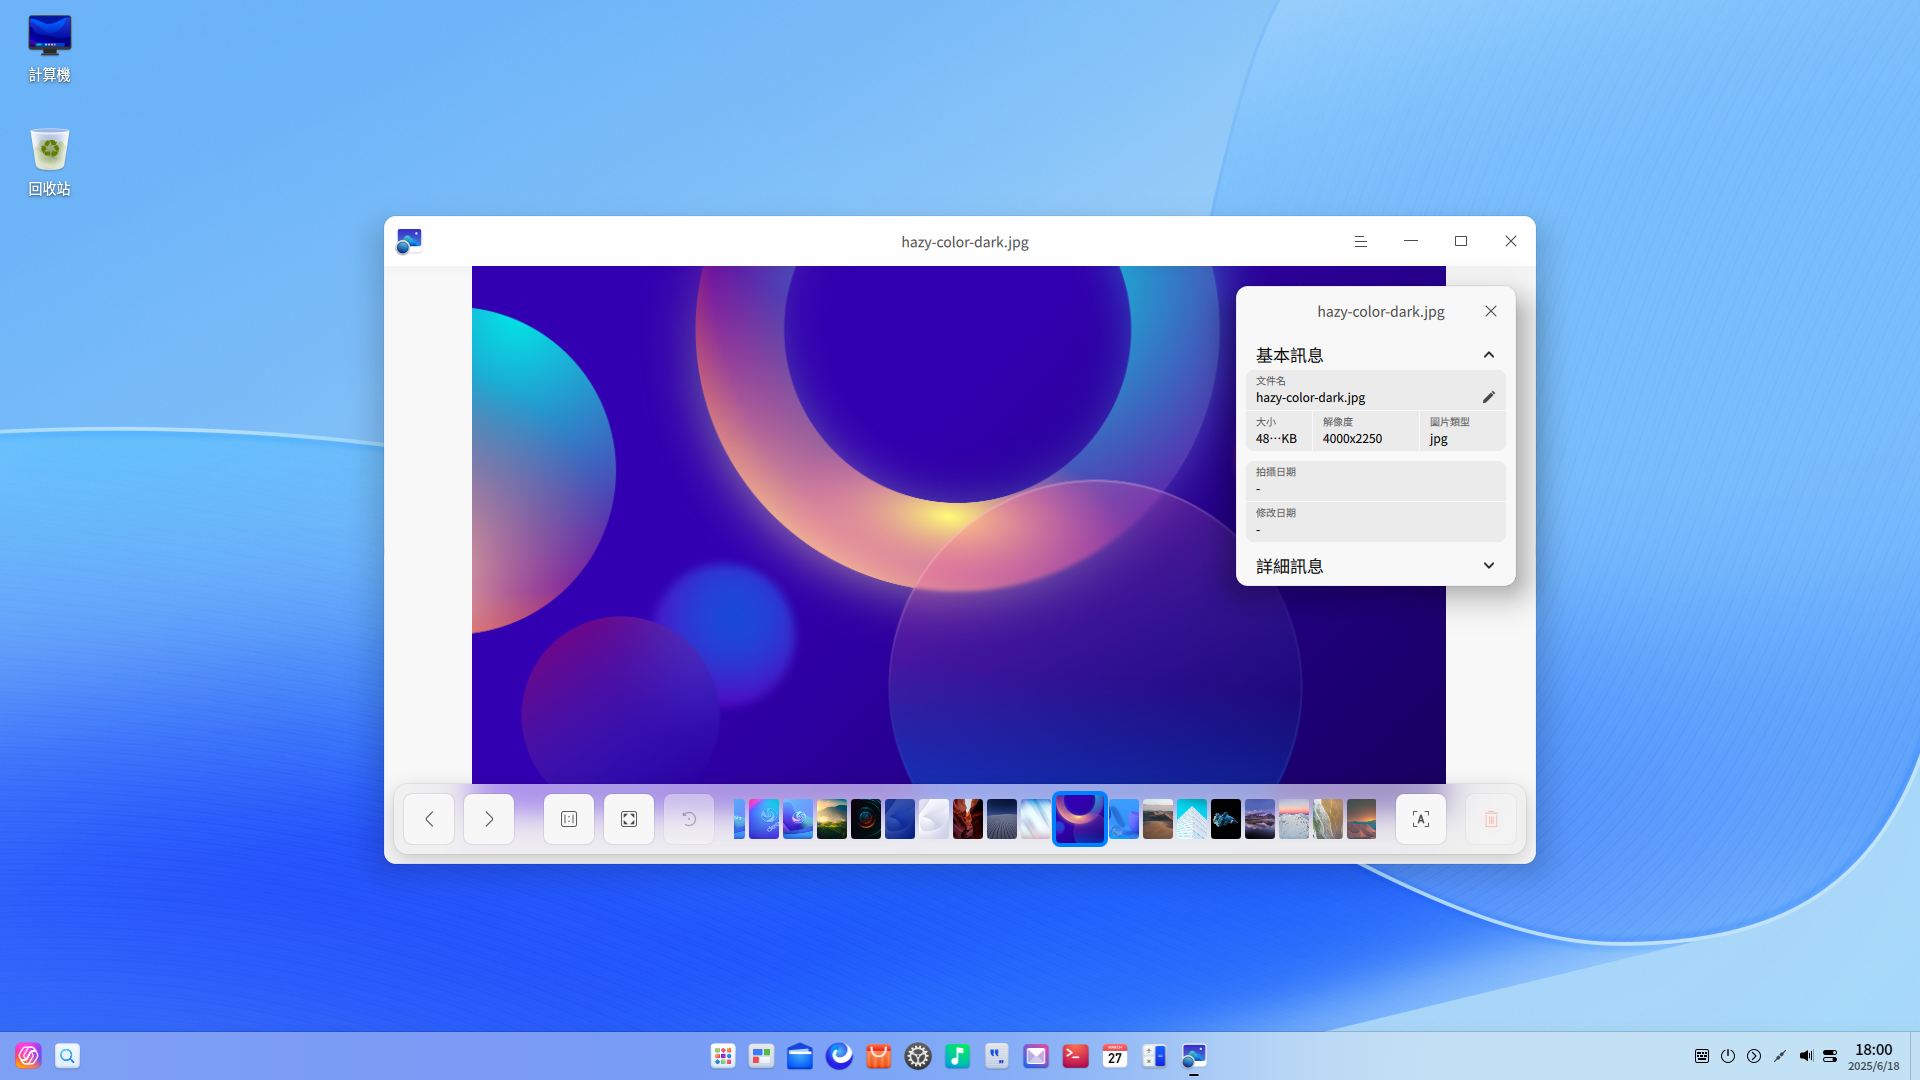 計算機
回收站
hazy-color-dark.jpg
hazy-color-dark.jpg
基本訊息
文件名
hazy-color-dark.jpg
大小
解像度
圖片類型
48···KB
4000x2250
jpg
拍攝日期
-
修改日期
-
詳細訊息
18:00
2025/6/18
MARCH
27